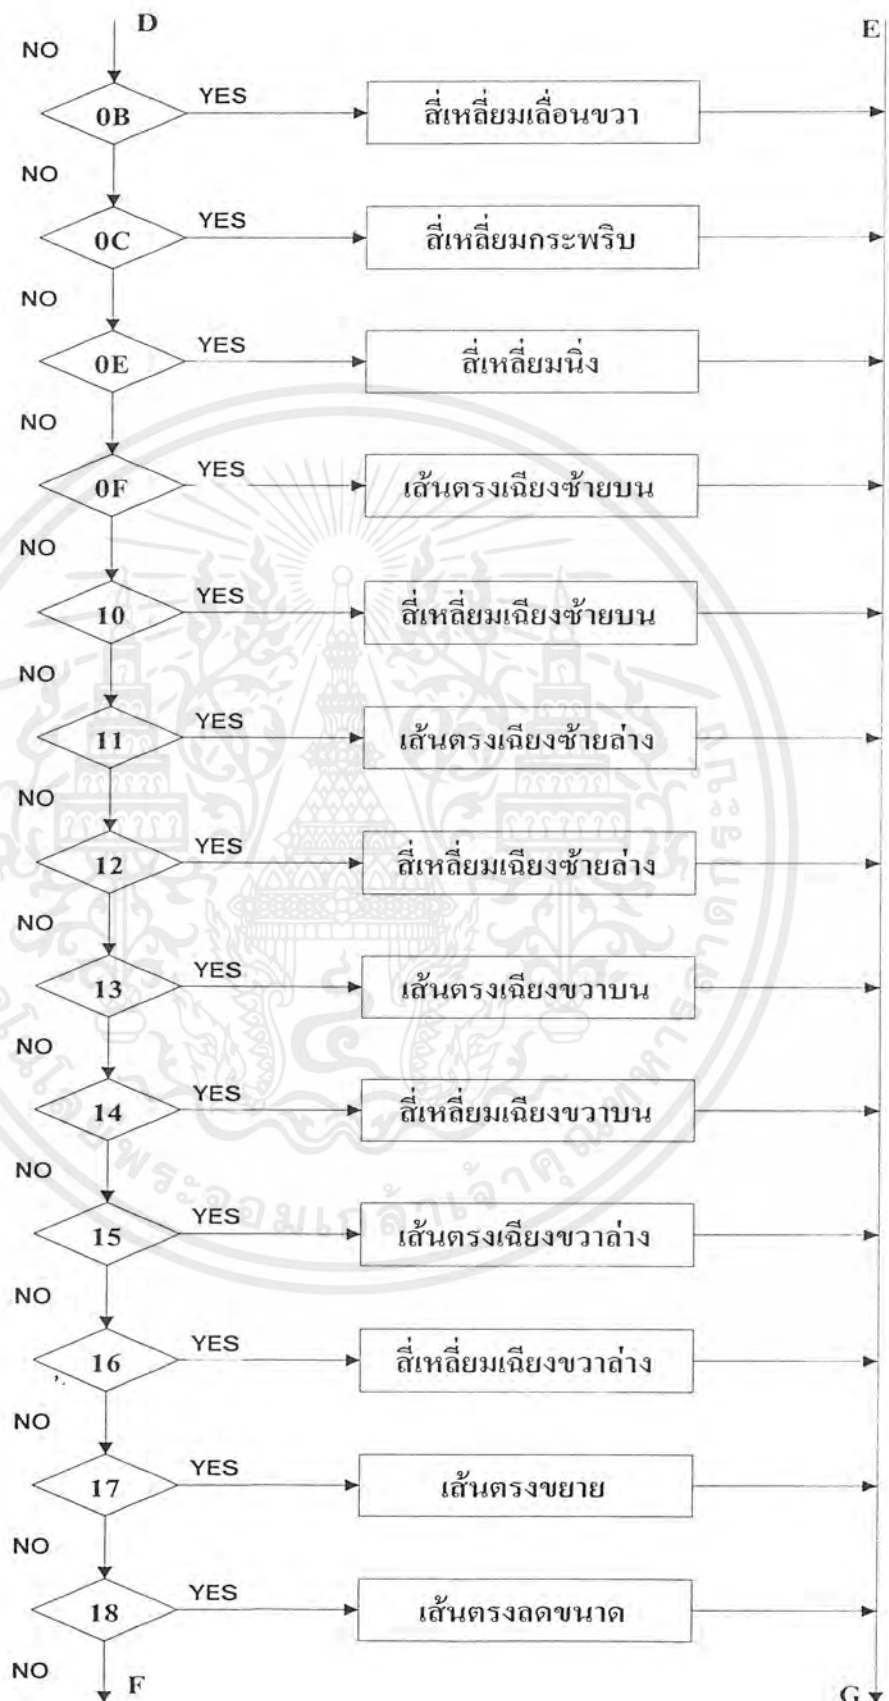 D
E
NO
0B
YES
สี่เหลี่ยมเลื่อนขวา
NO
0C
YES
สี่เหลี่ยมกระพริบ
NO
0E
YES
สี่เหลี่ยมนิ่ง
NO
0F
YES
เส้นตรงเฉียงซ้ายบน
NO
10
YES
สี่เหลี่ยมเฉียงซ้ายบน
NO
11
YES
เส้นตรงเฉียงซ้ายล่าง
NO
12
YES
สี่เหลี่ยมเฉียงซ้ายล่าง
NO
13
YES
เส้นตรงเฉียงขวาบน
NO
14
YES
สี่เหลี่ยมเฉียงขวาบน
NO
15
YES
เส้นตรงเฉียงขวาล่าง
NO
16
YES
สี่เหลี่ยมเฉียงขวาล่าง
NO
17
YES
เส้นตรงขยาย
NO
18
YES
เส้นตรงลดขนาด
NO
F
G